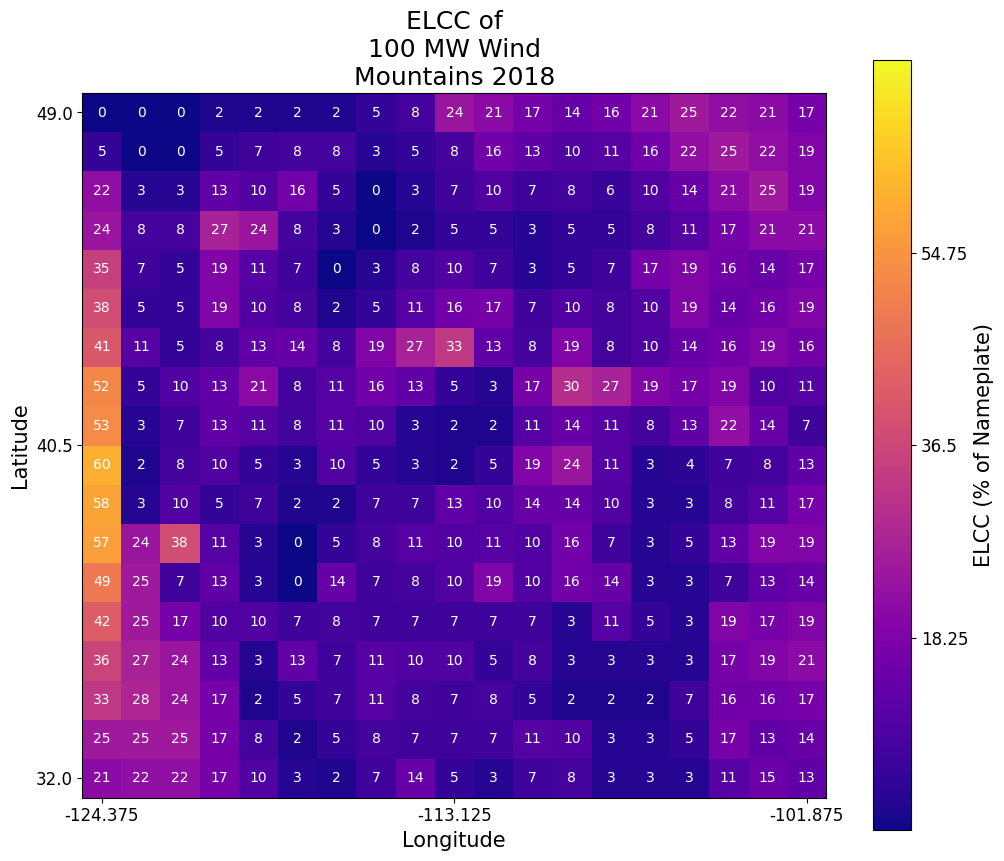 ELCC of
100 MW Wind
Mountains 2018
49.0
0 0 0 2 2 2 2 5 8 24 21 17 14 16 21 25 22 21 17
5 0 0 5 7 8 8 3 5 8 16 13 10 11 16 22 25 22 19
22 3 3 13 10 16 5 0 3 7 10 7 8 6 10 14 21 25 19
24 8 8 27 24 8 3 0 2 5 5 3 5 5 8 11 17 21 21
35 7 5 19 11 7 0 3 8 10 7 3 5 7 17 19 16 14 17
38 5 5 19 10 8 2 5 11 16 17 7 10 8 10 19 14 16 19
41 11 5 8 13 14 8 19 27 33 13 8 19 8 10 14 16 19 16
52 5 10 13 21 8 11 16 13 5 3 17 30 27 19 17 19 10 11
53 3 7 13 11 8 11 10 3 2 2 11 14 11 8 13 22 14 7
40.5
60 2 8 10 5 3 10 5 3 2 5 19 24 11 3 4 7 8 13
58 3 10 5 7 2 2 7 7 13 10 14 14 10 3 3 8 11 17
57 24 38 11 3 0 5 8 11 10 11 10 16 7 3 5 13 19 19
49 25 7 13 3 0 14 7 8 10 19 10 16 14 3 3 7 13 14
42 25 17 10 10 7 8 7 7 7 7 7 3 11 5 3 19 17 19
36 27 24 13 3 13 7 11 10 10 5 8 3 3 3 3 17 19 21
33 28 24 17 2 5 7 11 8 7 8 5 2 2 2 7 16 16 17
25 25 25 17 8 2 5 8 7 7 7 11 10 3 3 5 17 13 14
32.0
21 22 22 17 10 3 2 7 14 5 3 7 8 3 3 3 11 15 13
-124.375 -113.125 -101.875
Longitude
Latitude
54.75
36.5
18.25
ELCC (% of Nameplate)